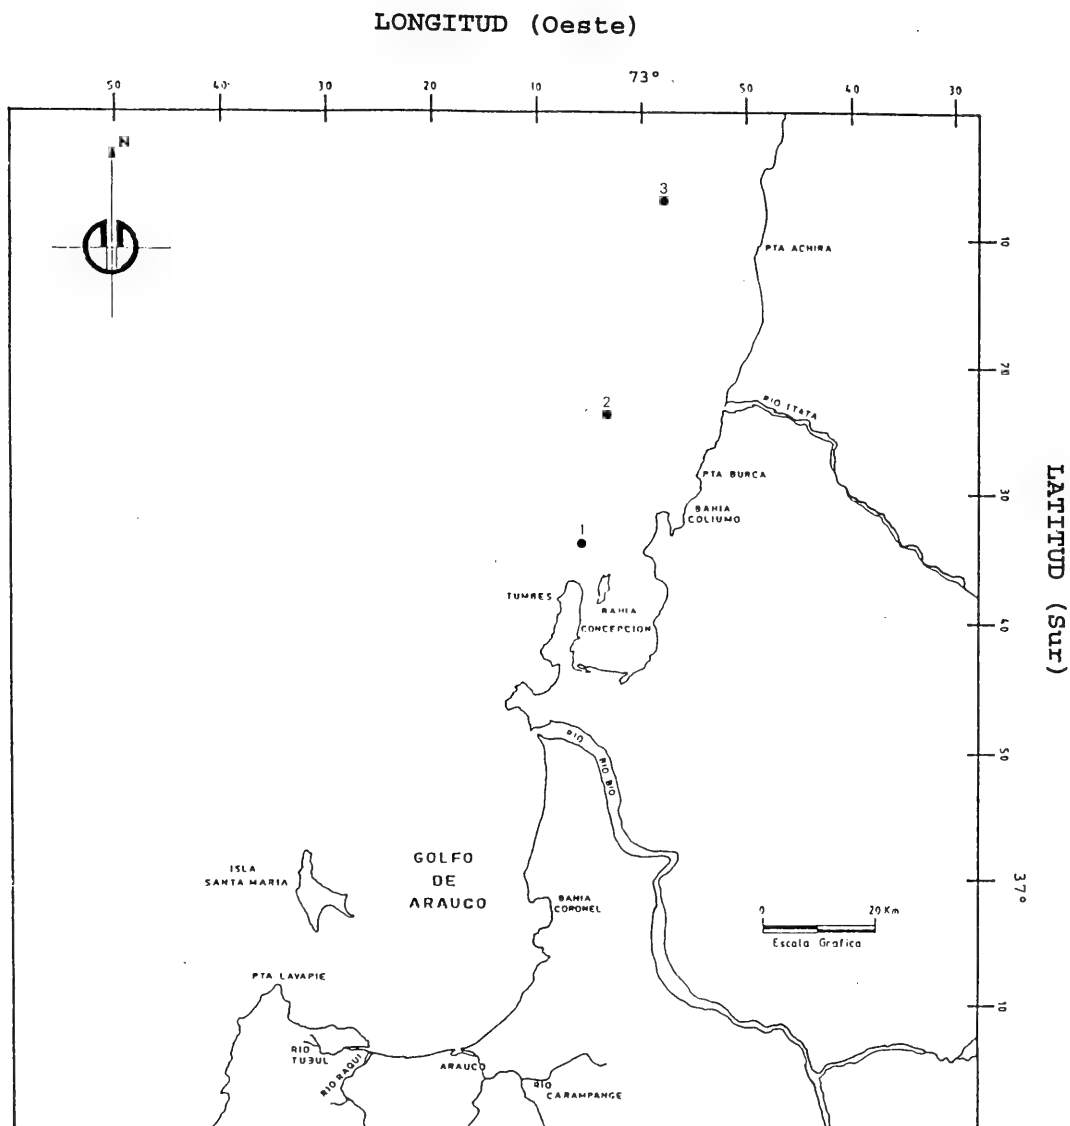 LONGITUD (Oeste)
50 40 30 20 10 73° 50 40 30
N
3
10
PTA ACHIRA
20
2
RIO ITATA
PTA BURCA
30
BAHIA
COLIUMO
LATITUD (Sur)
1
TUMBES
BAHIA
CONCEPCION
40
RIO
BIO BIO
50
GOLFO
DE
ARAUCO
ISLA
SANTA MARIA
37°
BAHIA
CORONEL
0 20 Km
Escala Grafica
PTA LAVAPIE
10
RIO
TUBUL
RIO RAQUI
ARAUCO
RIO
CARAMPANGE